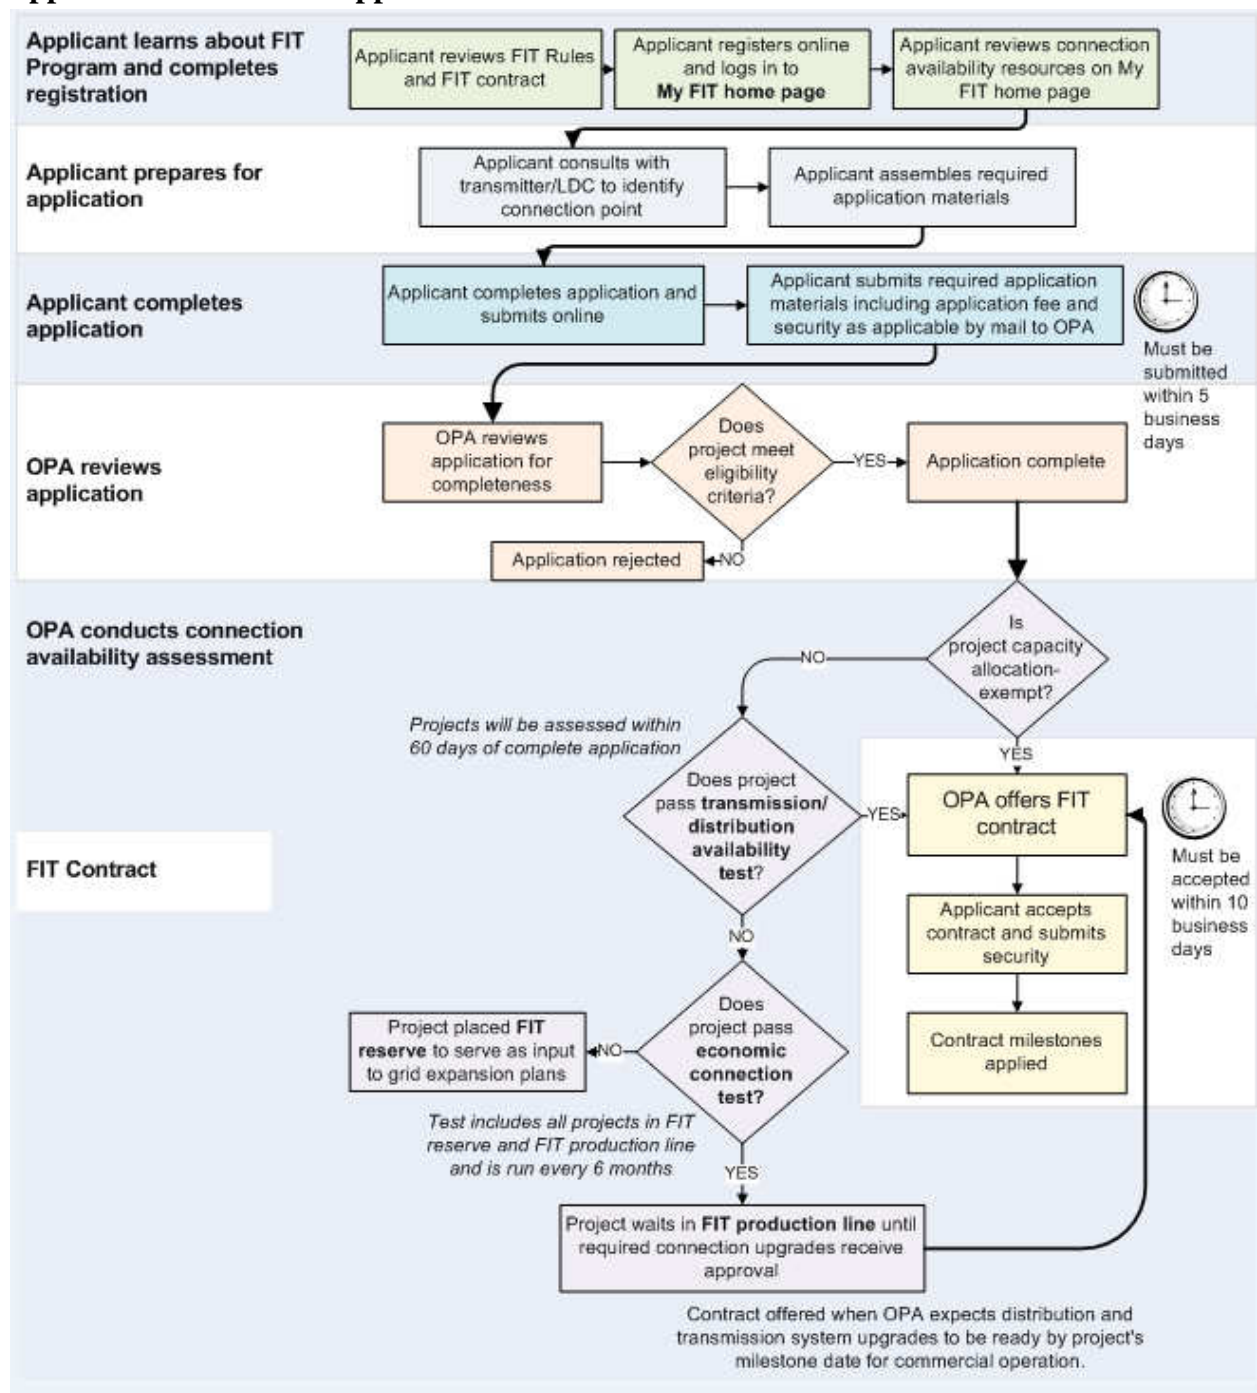 Applicant learns about FIT
Program and completes
registration
Applicant reviews FIT Rules
and FIT contract
Applicant registers online
and logs in to
My FIT home page
Applicant reviews connection
availability resources on My
FIT home page
Applicant prepares for
application
Applicant consults with
transmitter/LDC to identify
connection point
Applicant assembles required
application materials
Applicant completes
application
Applicant completes application and
submits online
Applicant submits required application
materials including application fee and
security as applicable by mail to OPA
Must be
submitted
within 5
business
days
OPA reviews
application
OPA reviews
application for
completeness
Does
project meet
eligibility
criteria?
YES
Application complete
NO
Application rejected
OPA conducts connection
availability assessment
Is
project capacity
allocation-
exempt?
NO
YES
Projects will be assessed within
60 days of complete application
Does project
pass transmission/
distribution
availability
test?
YES
OPA offers FIT
contract
Must be
accepted
within 10
business
days
FIT Contract
Applicant accepts
contract and submits
security
NO
Contract milestones
applied
Does
project pass
economic
connection
test?
NO
Project placed FIT
reserve to serve as input
to grid expansion plans
Test includes all projects in FIT
reserve and FIT production line
and is run every 6 months
YES
Project waits in FIT production line until
required connection upgrades receive
approval
Contract offered when OPA expects distribution and
transmission system upgrades to be ready by project's
milestone date for commercial operation.